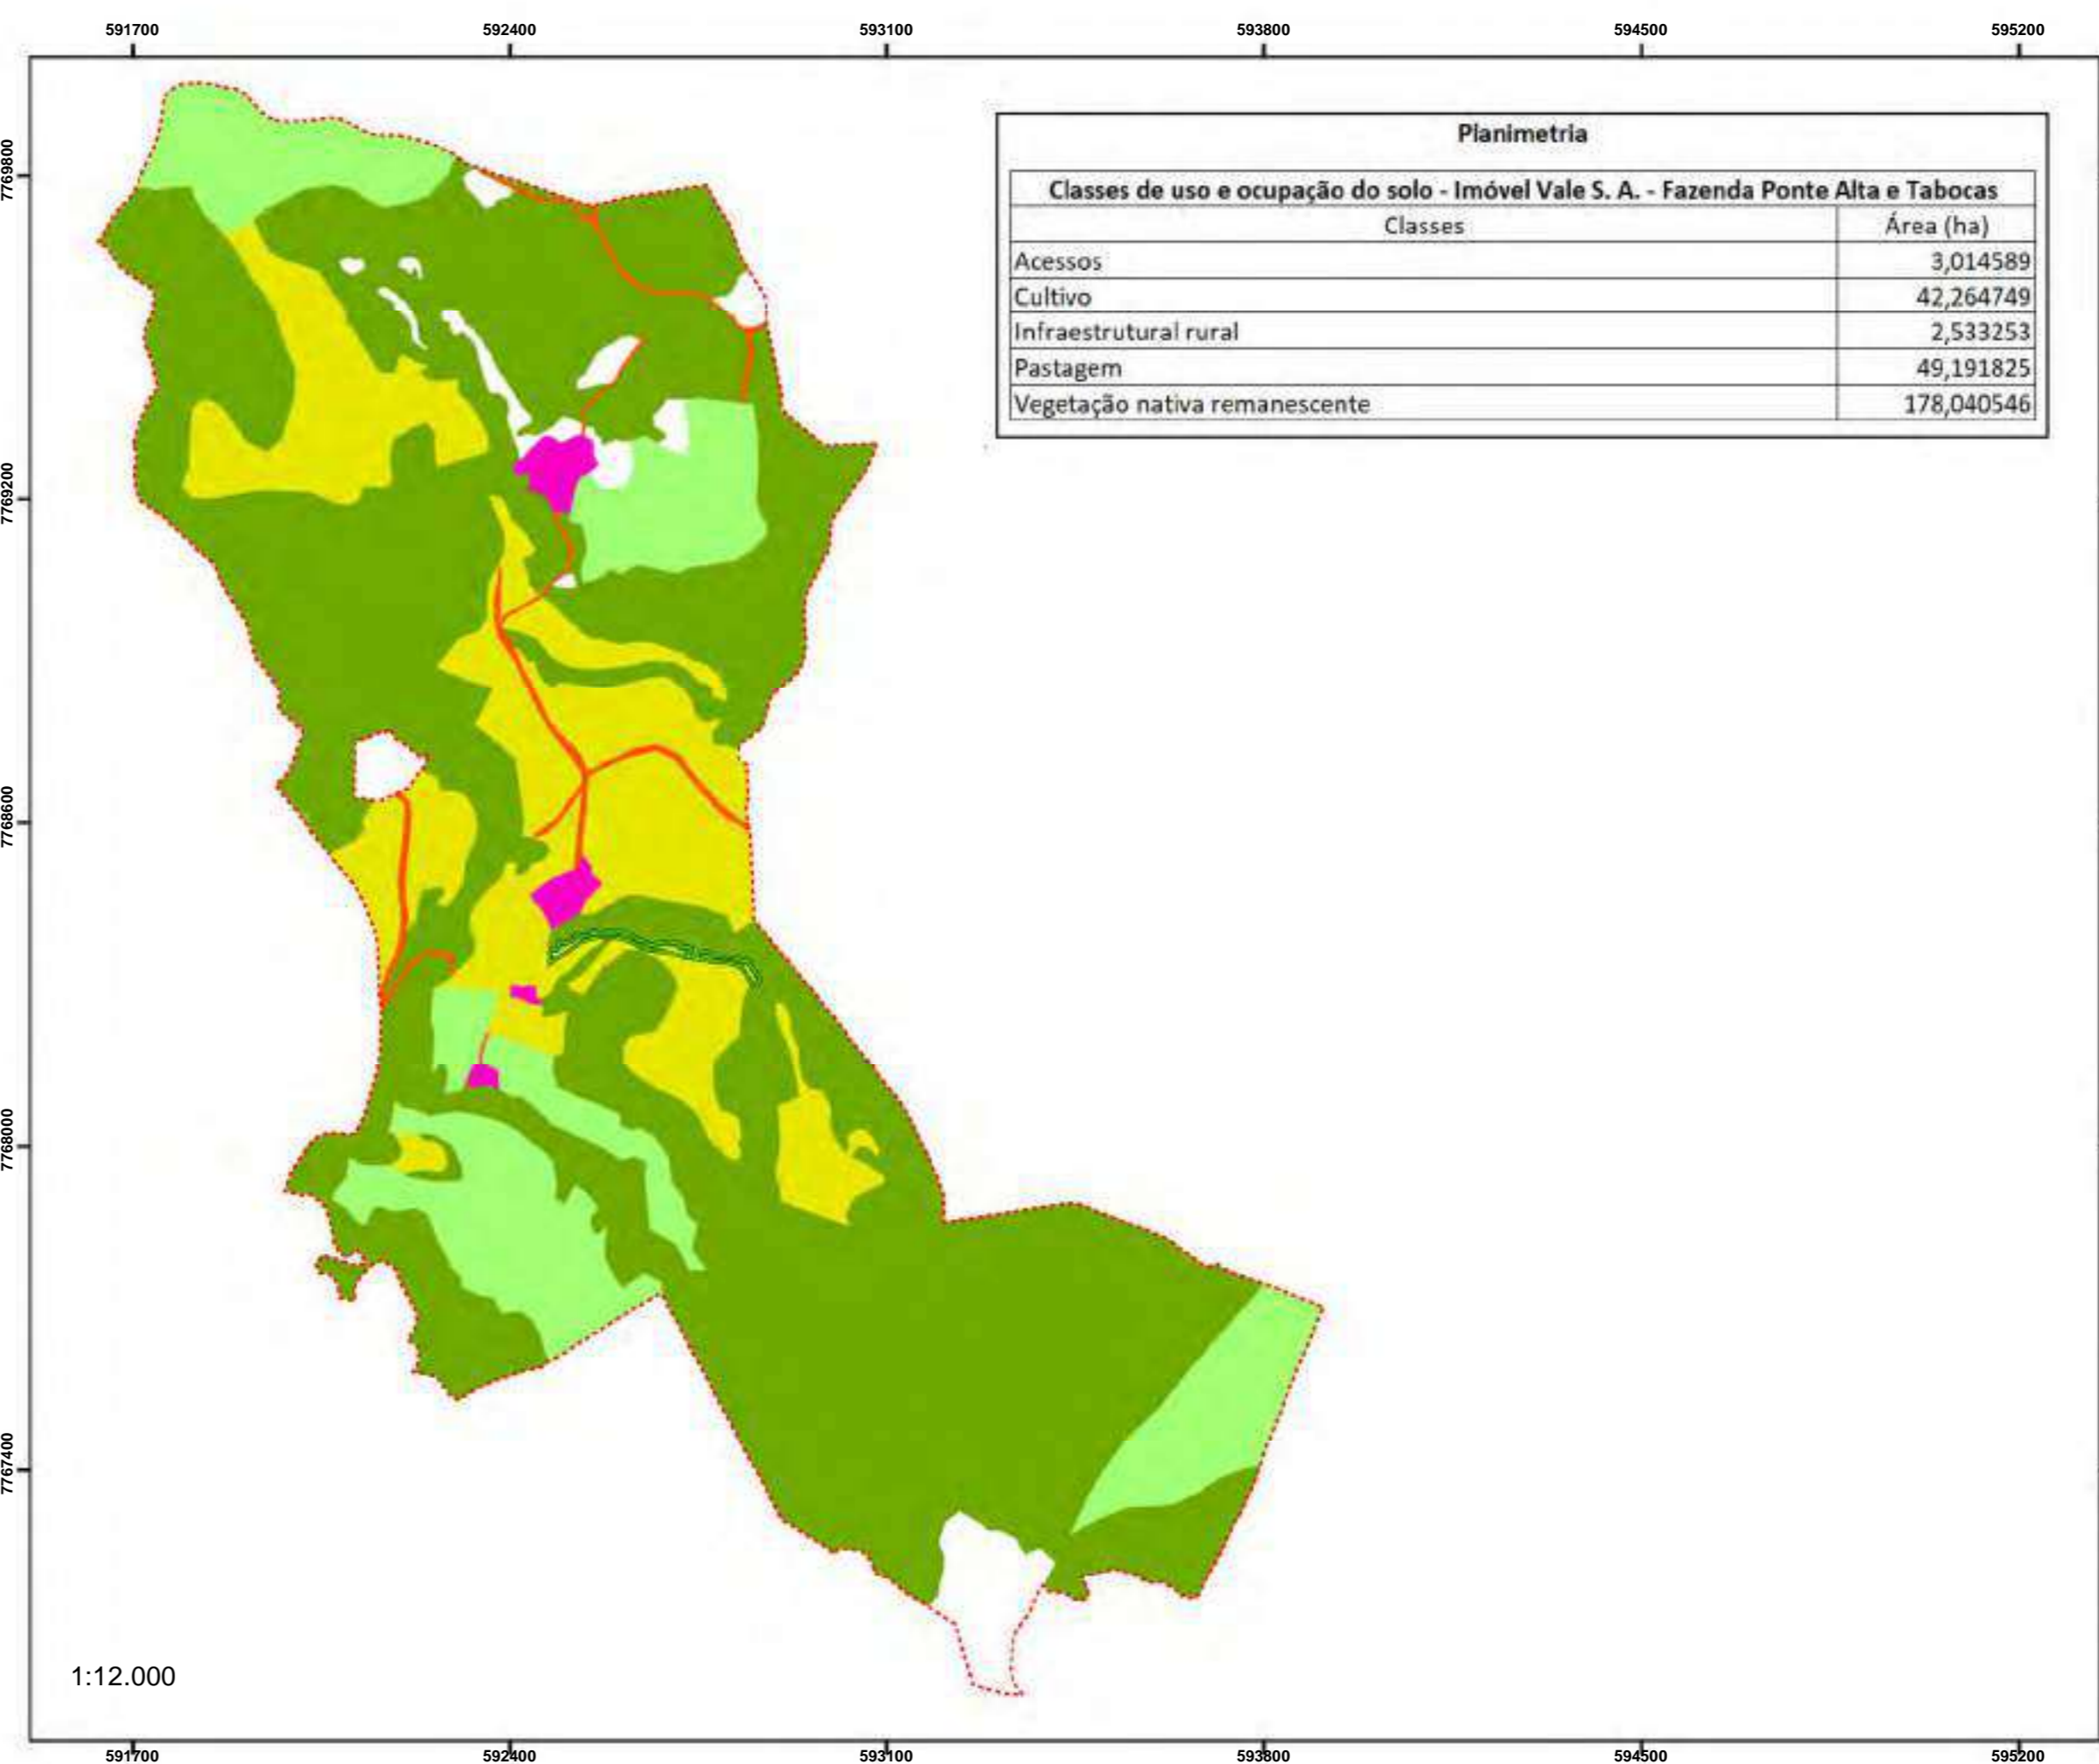 591700 592400 593100 593800 594500 595200
7769800
7769200
7768600
7768000
7767400
Planimetria
Classes de uso e ocupação do solo - Imóvel Vale S. A. - Fazenda Ponte Alta e Tabocas
Classes Área (ha)
Acessos 3,014589
Cultivo 42,264749
Infraestrutural rural 2,533253
Pastagem 49,191825
Vegetação nativa remanescente 178,040546
1:12.000
591700 592400 593100 593800 594500 595200